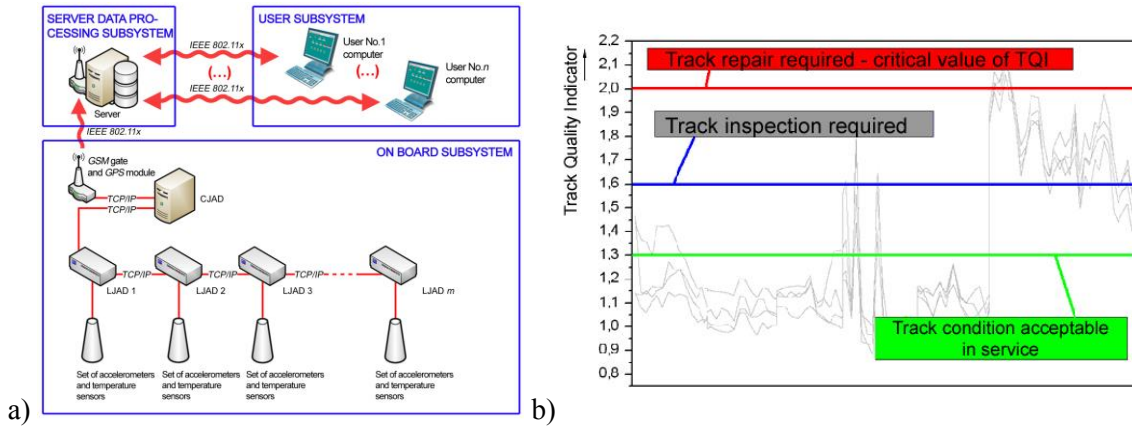 SERVER DATA PRO-
CESSING SUBSYSTEM
Server
USER SUBSYSTEM
IEEE 802.11x
User No.1
computer
(...)
(...)
IEEE 802.11x
User No.n
computer
IEEE 802.11x
ON BOARD SUBSYSTEM
GSM gate
and GPS module
TCP/IP
TCP/IP
CJAD
TCP/IP
TCP/IP
TCP/IP
LJAD 1
LJAD 2
LJAD 3
LJAD m
Set of accelerometers
and temperature
sensors
Set of accelerometers
and temperature
sensors
Set of accelerometers
and temperature
sensors
Set of accelerometers
and temperature
sensors
a)
Track Quality Indicator
2,2
2,1
2,0
1,9
1,8
1,7
1,6
1,5
1,4
1,3
1,2
1,1
1,0
0,9
0,8
Track repair required - critical value of TQI
Track inspection required
Track condition acceptable
in service
b)